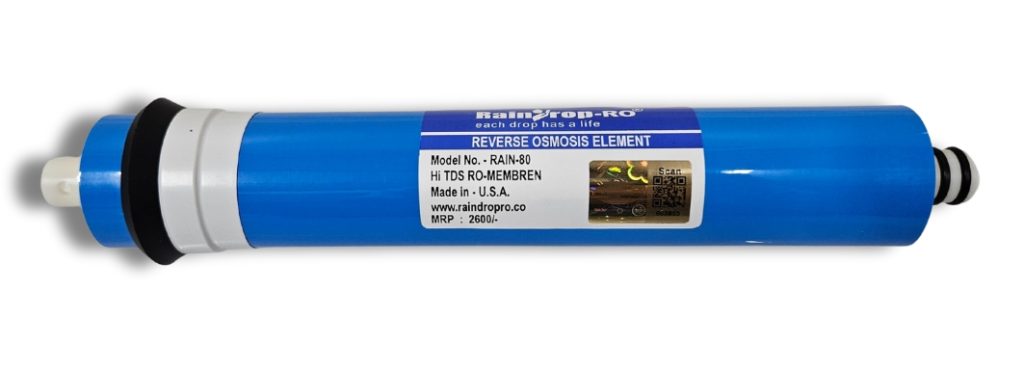 RainDrop-RO®
each drop has a life
REVERSE OSMOSIS ELEMENT
Model No. - RAIN-80
Hi TDS RO-MEMBREN
Made in - U.S.A.
www.raindropro.co
MRP : 2600/-
Scan